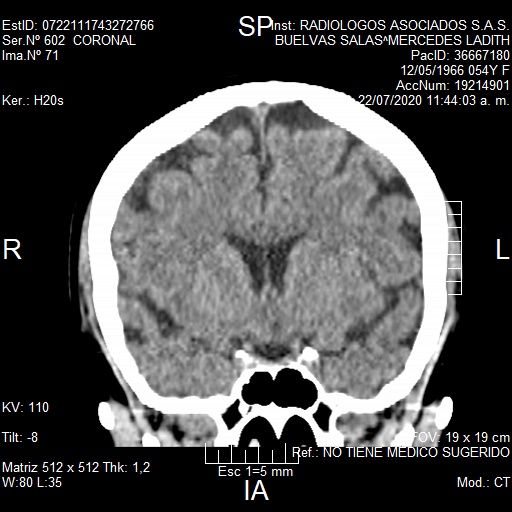 EstID: 0722111743272766
Ser.Nº 602 CORONAL
Ima.Nº 71
Ker.: H20s
SP
Inst: RADIOLOGOS ASOCIADOS S.A.S.
BUELVAS SALAS^MERCEDES LADITH
PacID: 36667180
12/05/1966 054Y F
AccNum: 19214901
22/07/2020 11:44:03 a. m.
R
L
KV: 110
Tilt: -8
Matriz 512 x 512 Thk: 1,2
W:80 L:35
Esc 1=5 mm
IA
FOV: 19 x 19 cm
Ref.: NO TIENE MEDICO SUGERIDO
Mod.: CT